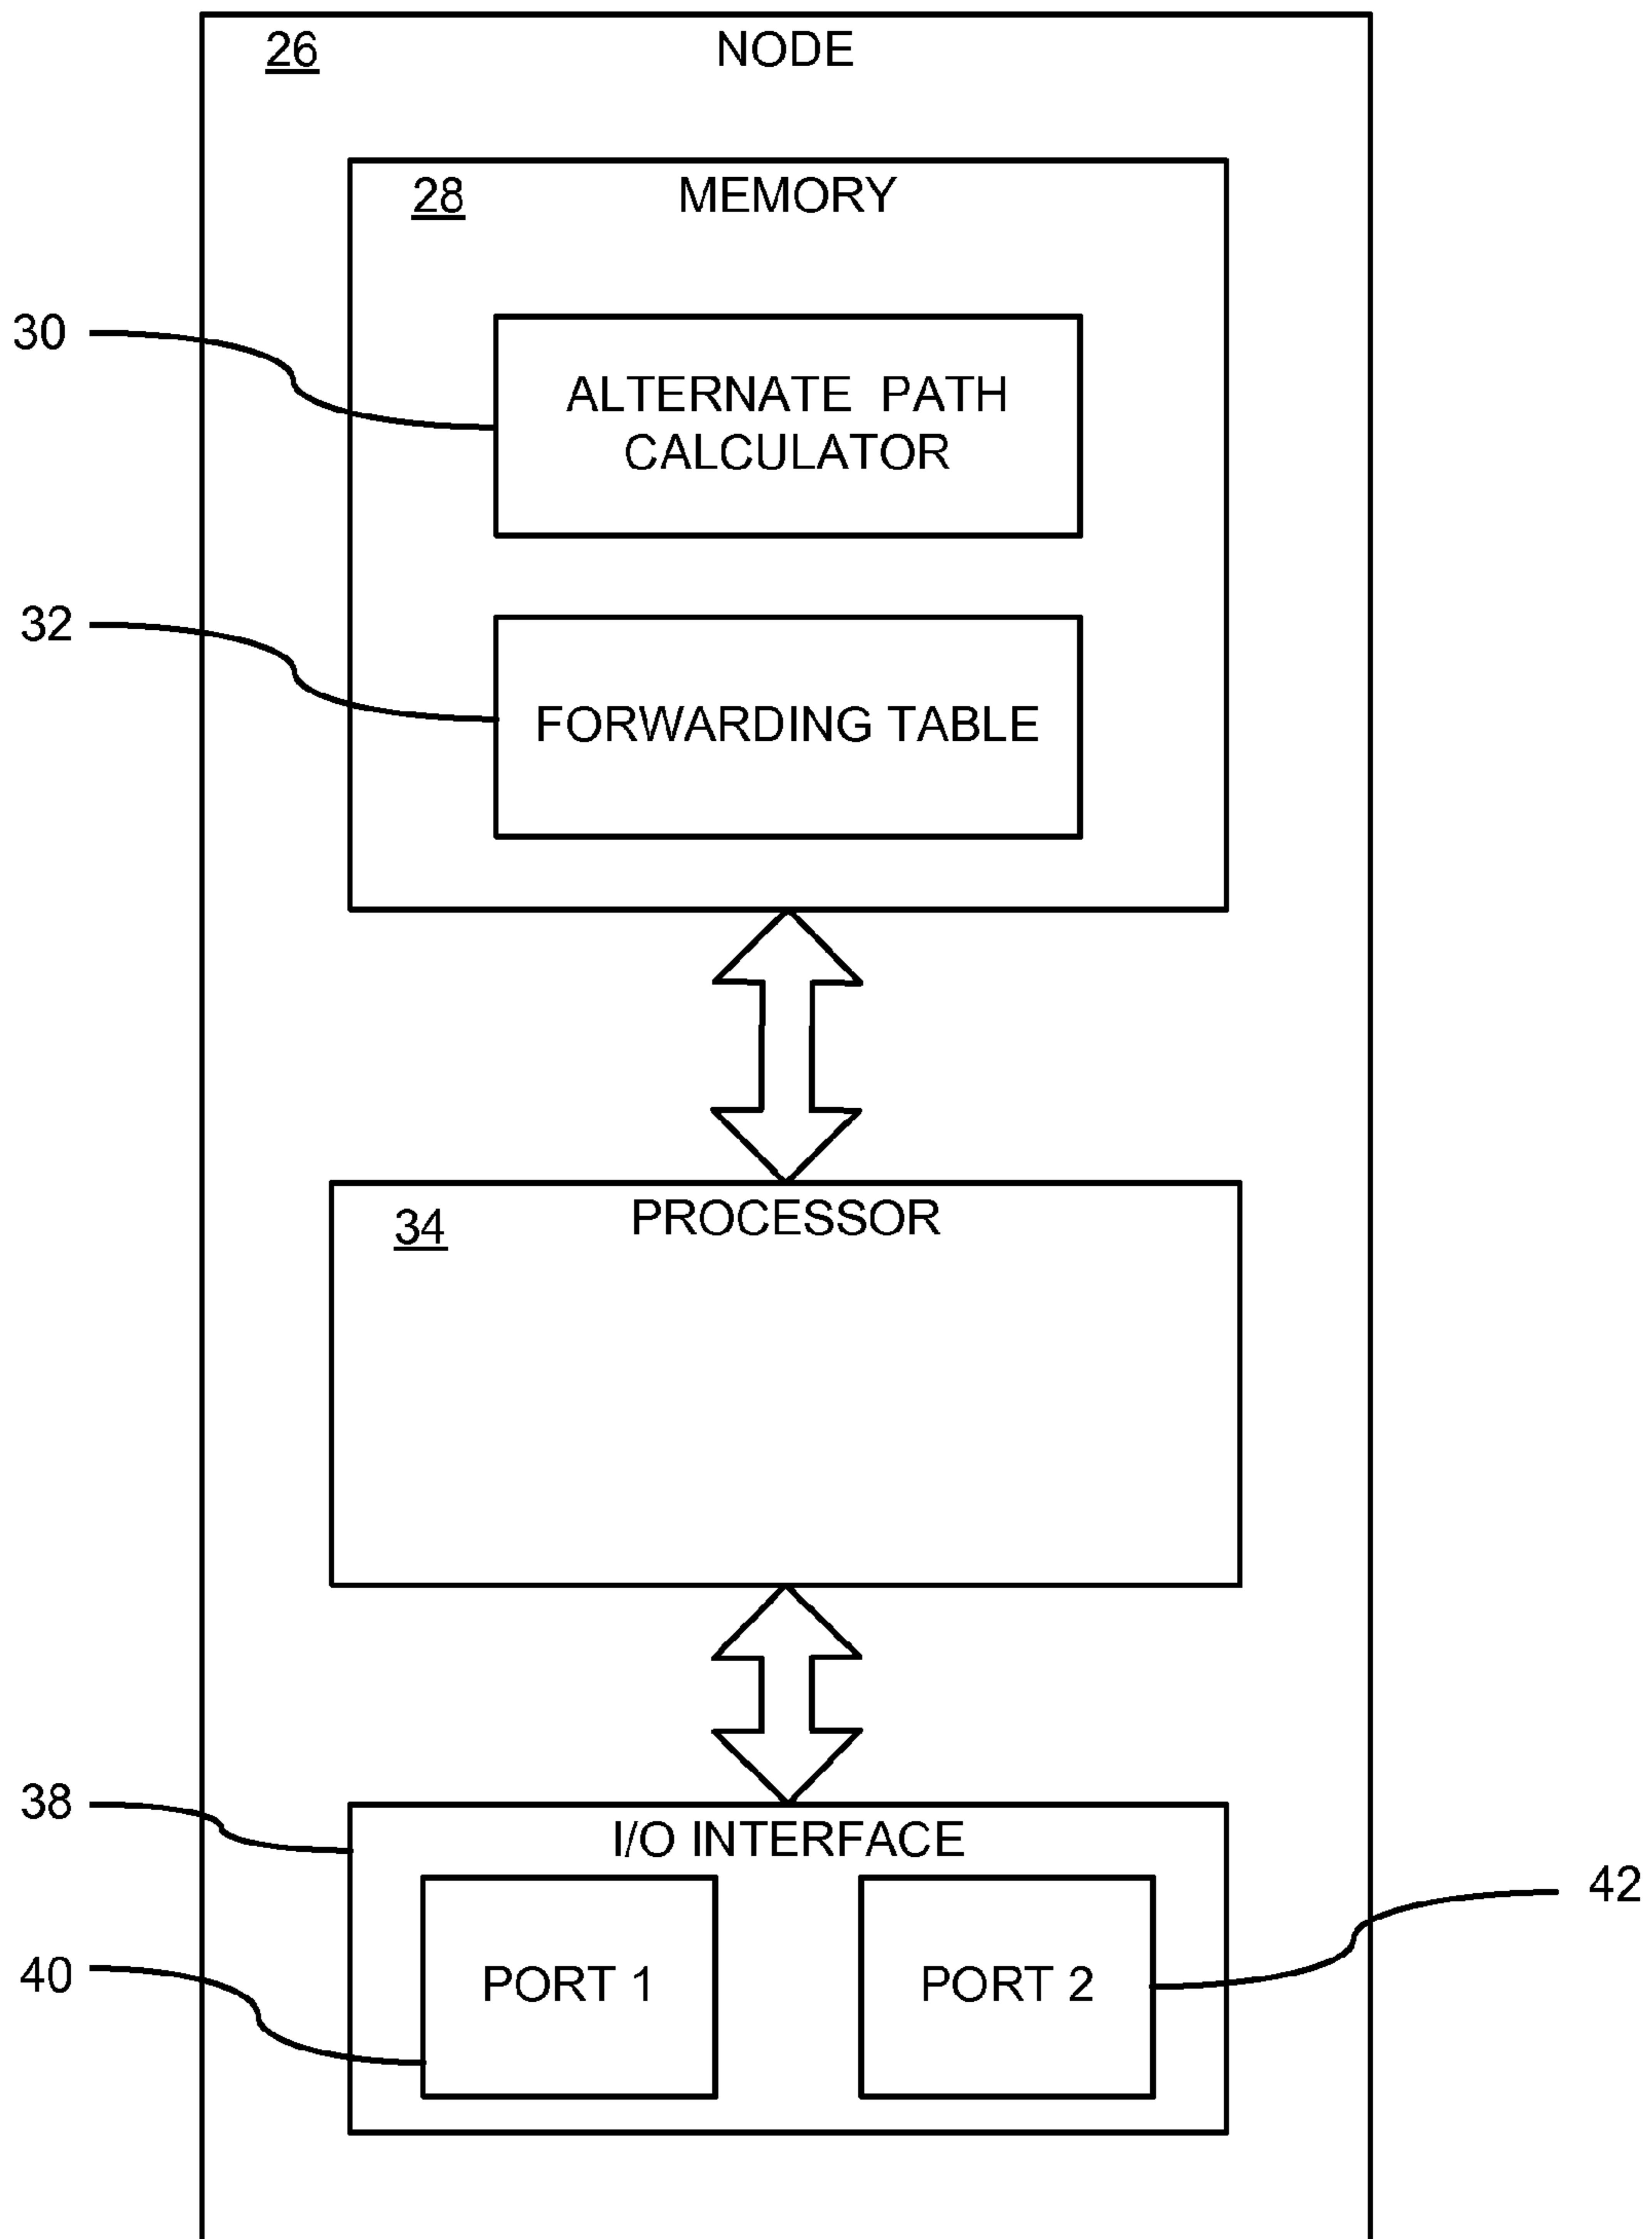 26
NODE
28
MEMORY
30
ALTERNATE PATH
CALCULATOR
32
FORWARDING TABLE
34
PROCESSOR
38
I/O INTERFACE
42
40
PORT 1
PORT 2